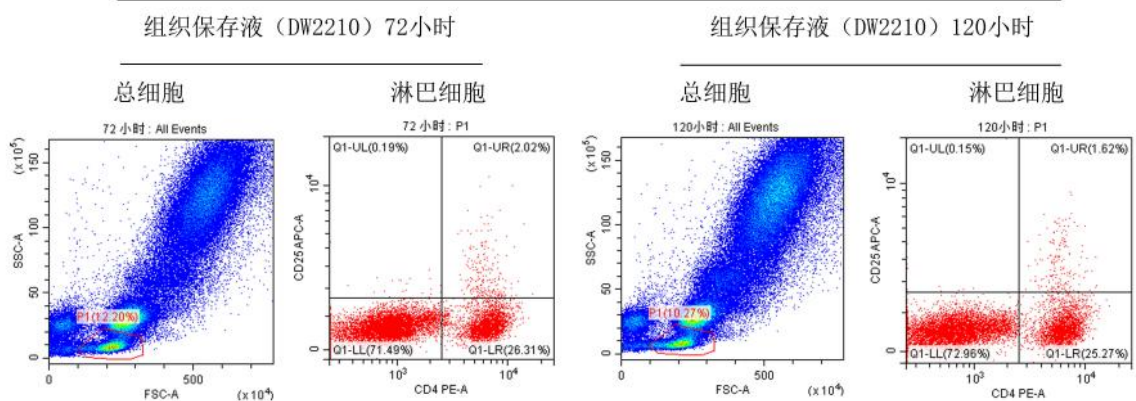 组织保存液（DW2210）72小时
组织保存液（DW2210）120小时
总细胞
淋巴细胞
总细胞
淋巴细胞
72 小时 : All Events
SSC-A
(x 10⁵)
150
100
50
0
P1(12.20%)
0
500
FSC-A
(x 10⁴)
72 小时 : P1
Q1-UL(0.19%)
Q1-UR(2.02%)
CD25 APC-A
10⁴
0
Q1-LL(71.49%)
Q1-LR(26.31%)
10³
10⁴
CD4 PE-A
120小时 : All Events
SSC-A
(x 10⁵)
150
100
50
0
P1(10.27%)
0
500
FSC-A
(x 10⁴)
120小时 : P1
Q1-UL(0.15%)
Q1-UR(1.62%)
CD25 APC-A
10⁴
0
Q1-LL(72.96%)
Q1-LR(25.27%)
10³
10⁴
CD4 PE-A